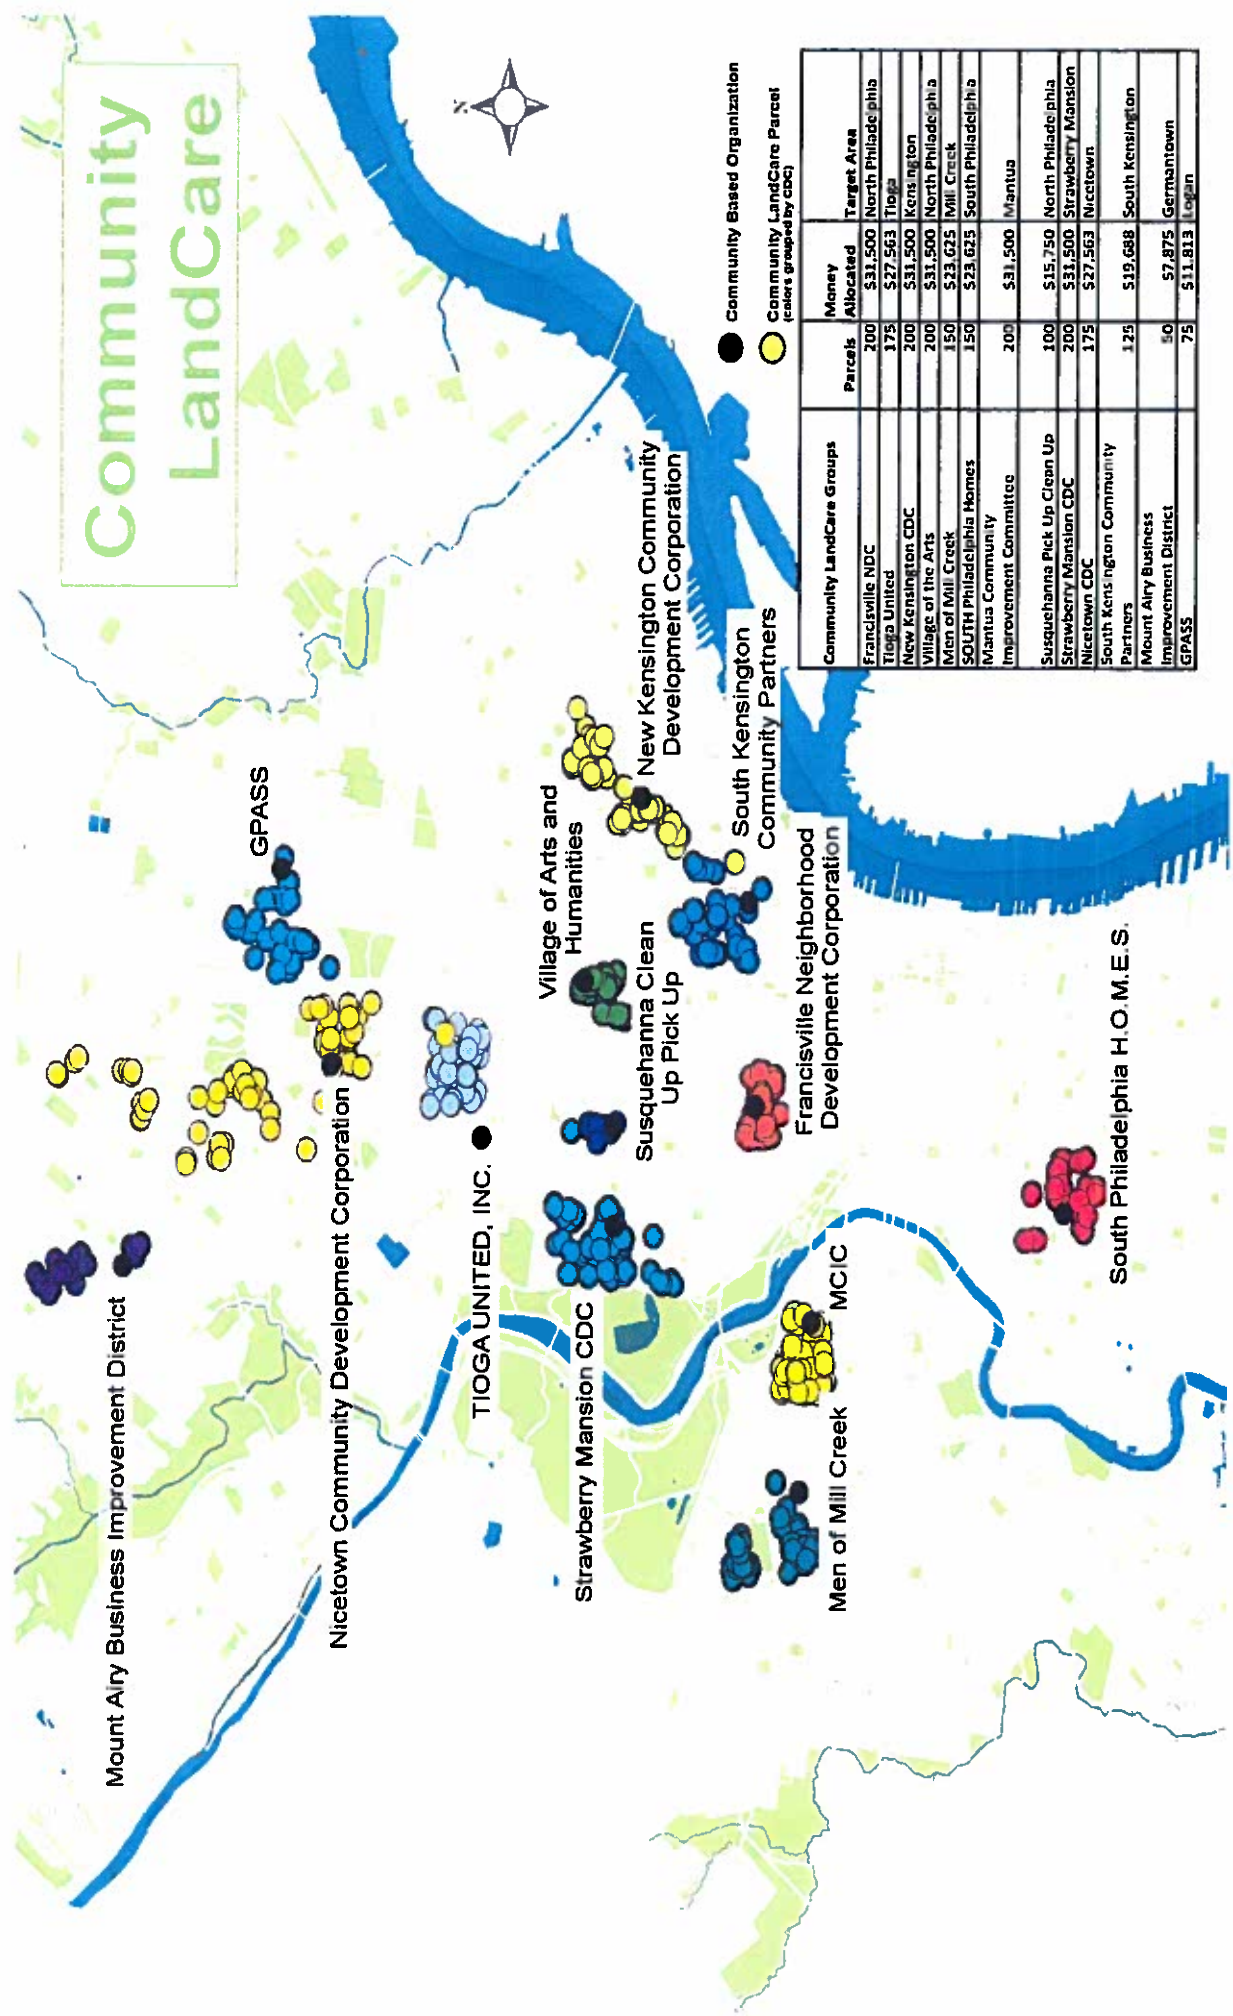 Community
LandCare
N
Community Based Organization
Community LandCare Parcel
(colors grouped by CDC)
Mount Airy Business Improvement District
GPASS
Nicetown Community Development Corporation
TIOGA UNITED, INC.
Village of Arts and
Humanities
New Kensington Community
Development Corporation
Strawberry Mansion CDC
Susquehanna Clean
Up Pick Up
South Kensington
Community Partners
Francisville Neighborhood
Development Corporation
Men of Mill Creek
MCIC
South Philadelphia H.O.M.E.S.
Community LandCare Groups Parcels Money Allocated Target Area
Francisville NDC 200 $31,500 North Philadelphia
Tioga United 175 $27,563 Tioga
New Kensington CDC 200 $31,500 Kensington
Village of the Arts 200 $31,500 North Philadelphia
Men of Mill Creek 150 $23,625 Mill Creek
SOUTH Philadelphia Homes 150 $23,625 South Philadelphia
Mantua Community
Improvement Committee 200 $31,500 Mantua
Susquehanna Pick Up Clean Up 100 $15,750 North Philadelphia
Strawberry Mansion CDC 200 $31,500 Strawberry Mansion
Nicetown CDC 175 $27,563 Nicetown
South Kensington Community
Partners 125 $19,688 South Kensington
Mount Airy Business
Improvement District 50 $7,875 Germantown
GPASS 75 $11,813 Logan